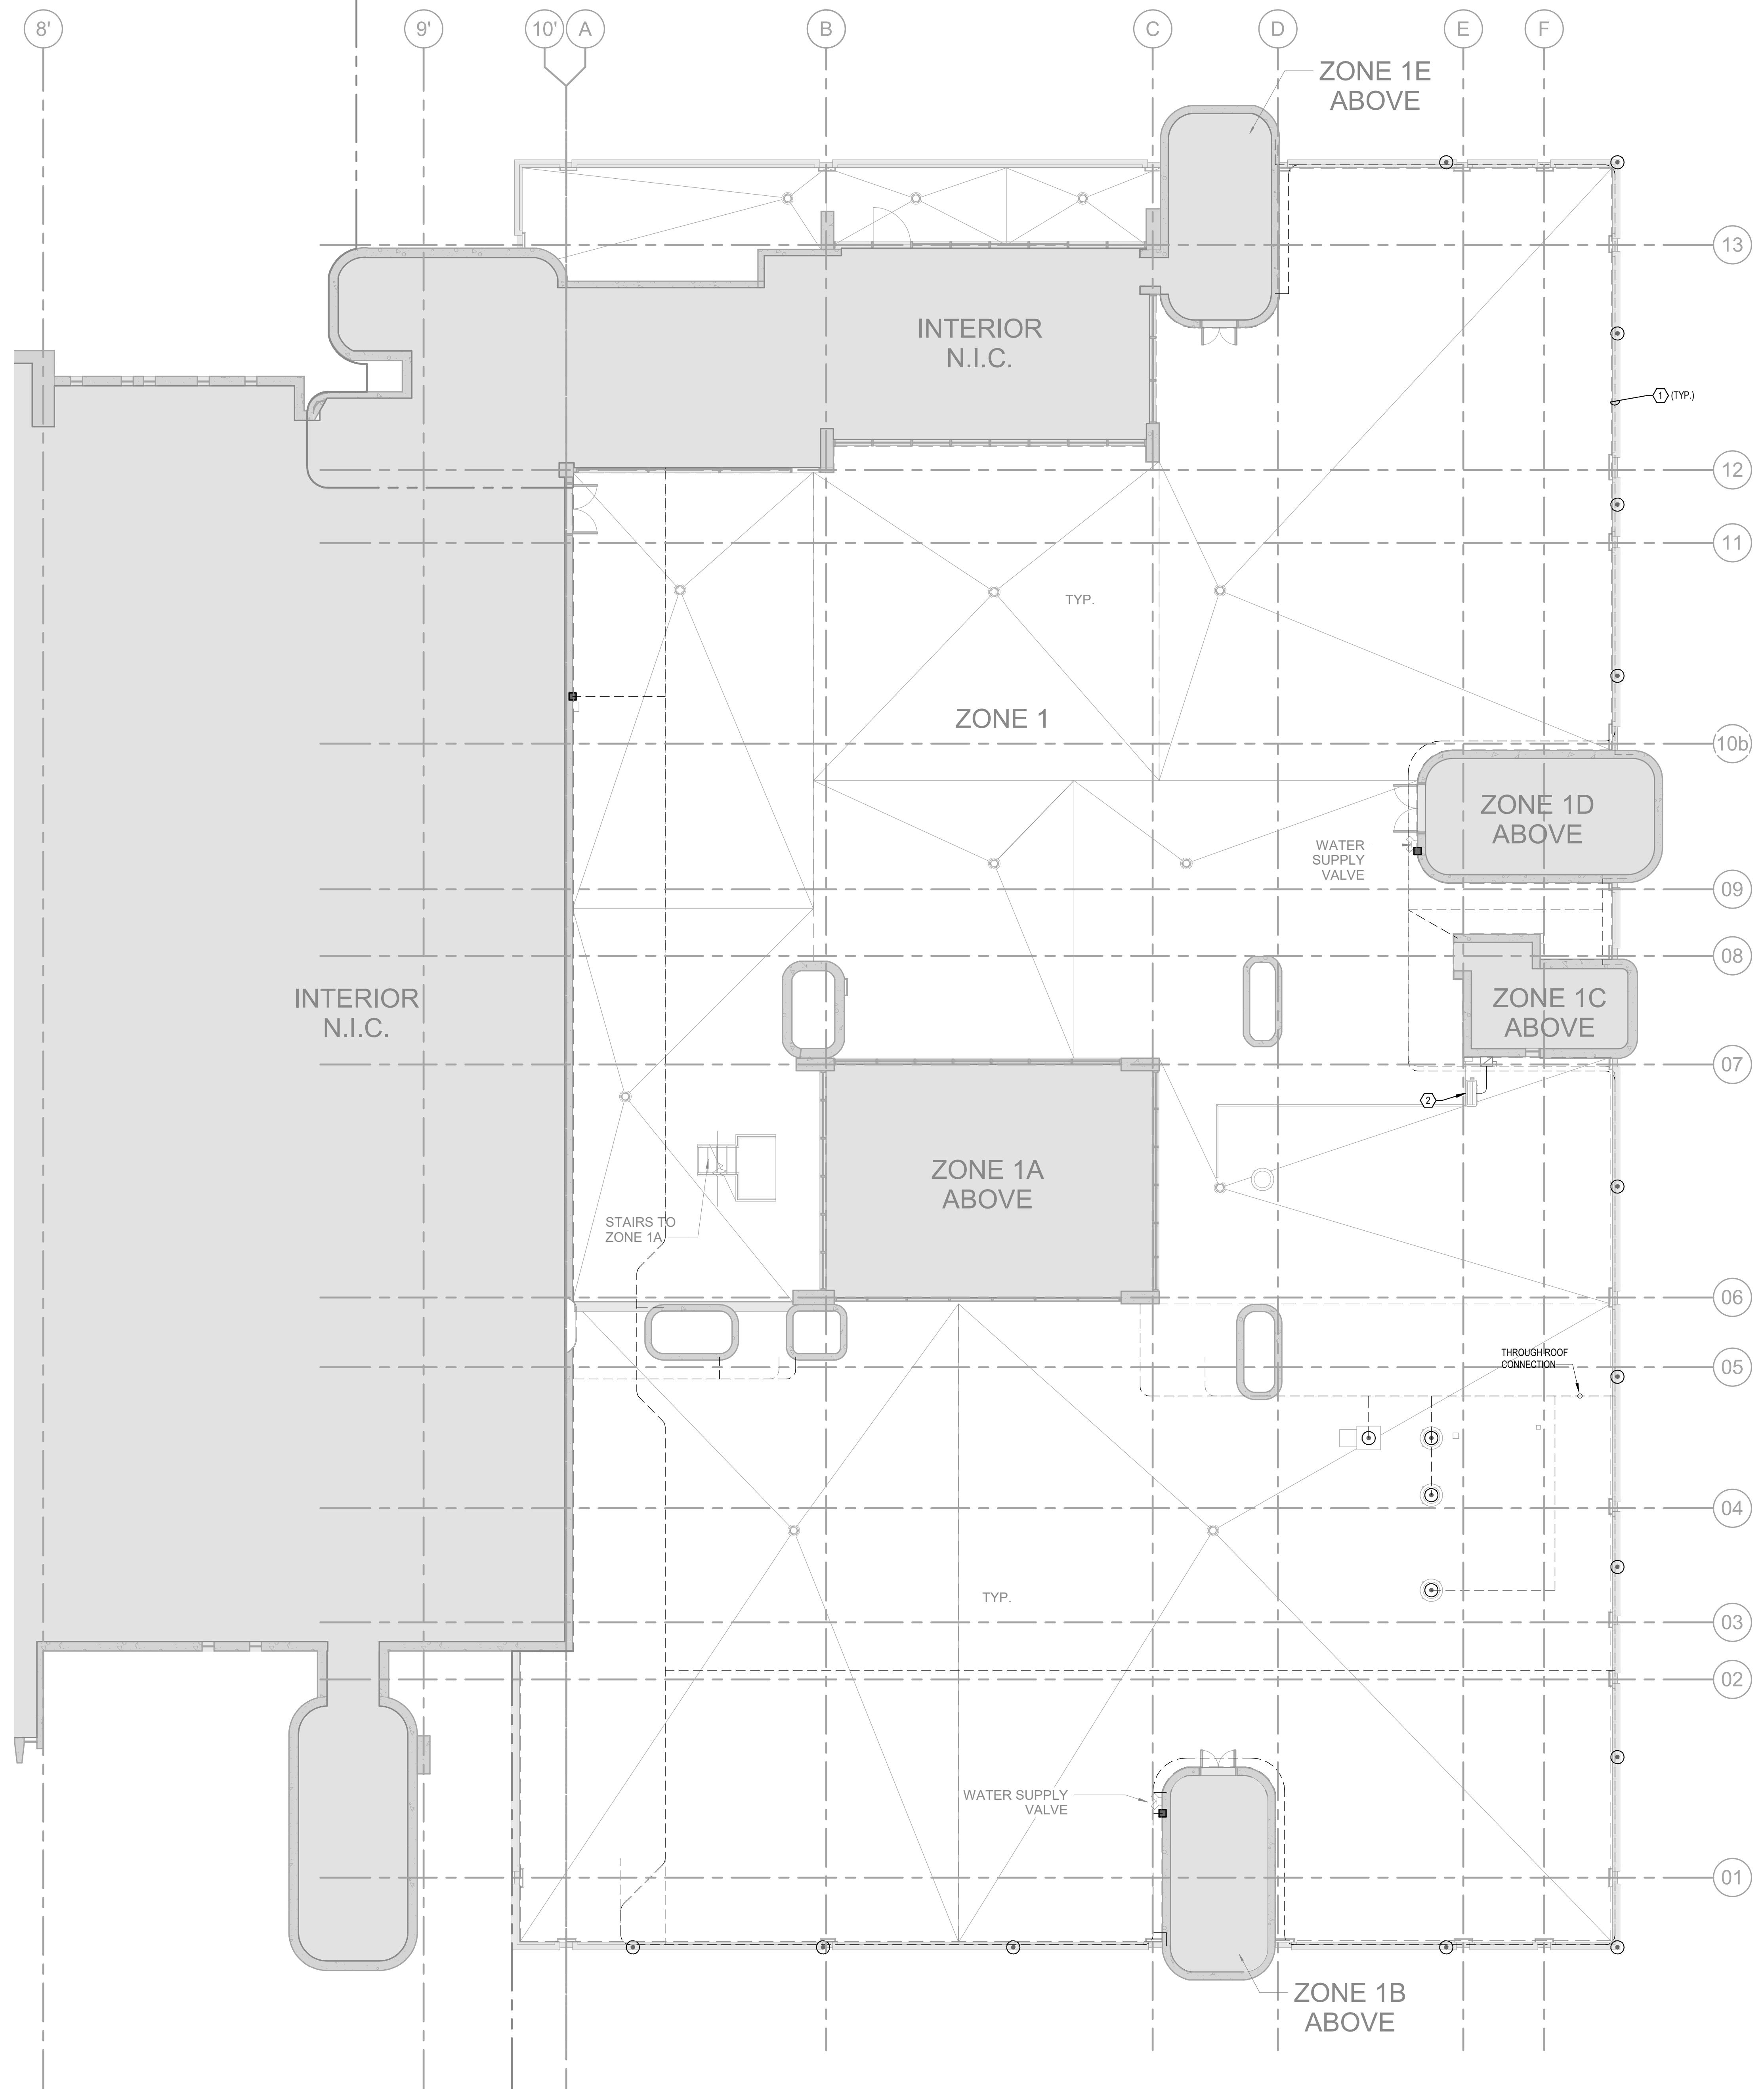 8'
9'
10'
A
B
C
D
E
F
ZONE 1E
ABOVE
13
INTERIOR
N.I.C.
1
(TYP.)
12
11
TYP.
ZONE 1
10b
ZONE 1D
ABOVE
WATER
SUPPLY
VALVE
09
08
INTERIOR
N.I.C.
ZONE 1C
ABOVE
07
2
ZONE 1A
ABOVE
STAIRS TO
ZONE 1A
06
THROUGH ROOF
CONNECTION
05
04
TYP.
03
02
WATER SUPPLY
VALVE
01
ZONE 1B
ABOVE